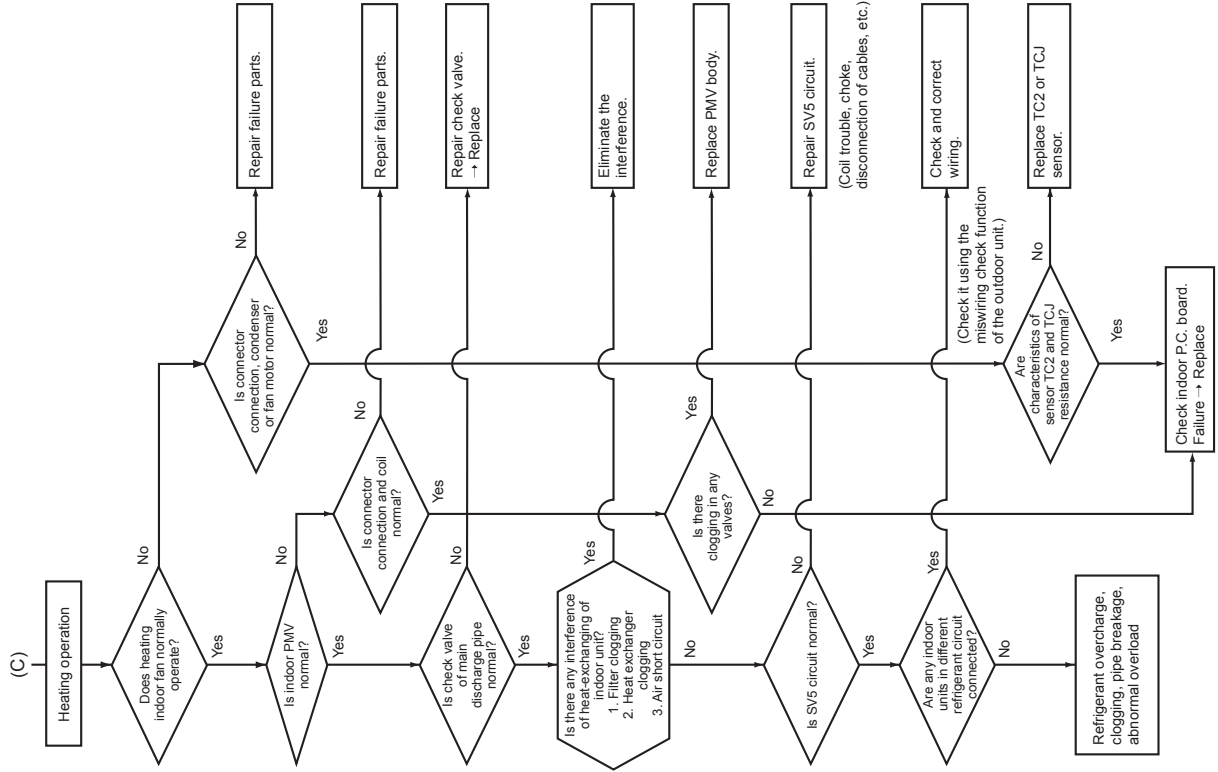 (C)
Heating operation
Does heating
indoor fan normally
operate?
No
Yes
Is connector
connection, condenser
or fan motor normal?
No
Yes
Repair failure parts.
Is indoor PMV
normal?
No
Yes
Is connector
connection and coil
normal?
No
Yes
Repair failure parts.
Is check valve
of main
discharge pipe
normal?
No
Yes
Repair check valve.
→ Replace
Is there any interference
of heat-exchanging of
indoor unit?
1. Filter clogging
2. Heat exchanger
clogging
3. Air short circuit
Yes
No
Eliminate the
interference.
Is there
clogging in any
valves?
Yes
No
Replace PMV body.
Is SV5 circuit normal?
No
Yes
Repair SV5 circuit.
(Coil trouble, choke,
disconnection of cables, etc.)
Are any indoor
units in different
refrigerant circuit
connected?
Yes
No
Check and correct
wiring.
(Check it using the
miswiring check function
of the outdoor unit.)
Are
characteristics of
sensor TC2 and TCJ
resistance normal?
No
Yes
Replace TC2 or TCJ
sensor.
Refrigerant overcharge,
clogging, pipe breakage,
abnormal overload
Check indoor P.C. board.
Failure → Replace